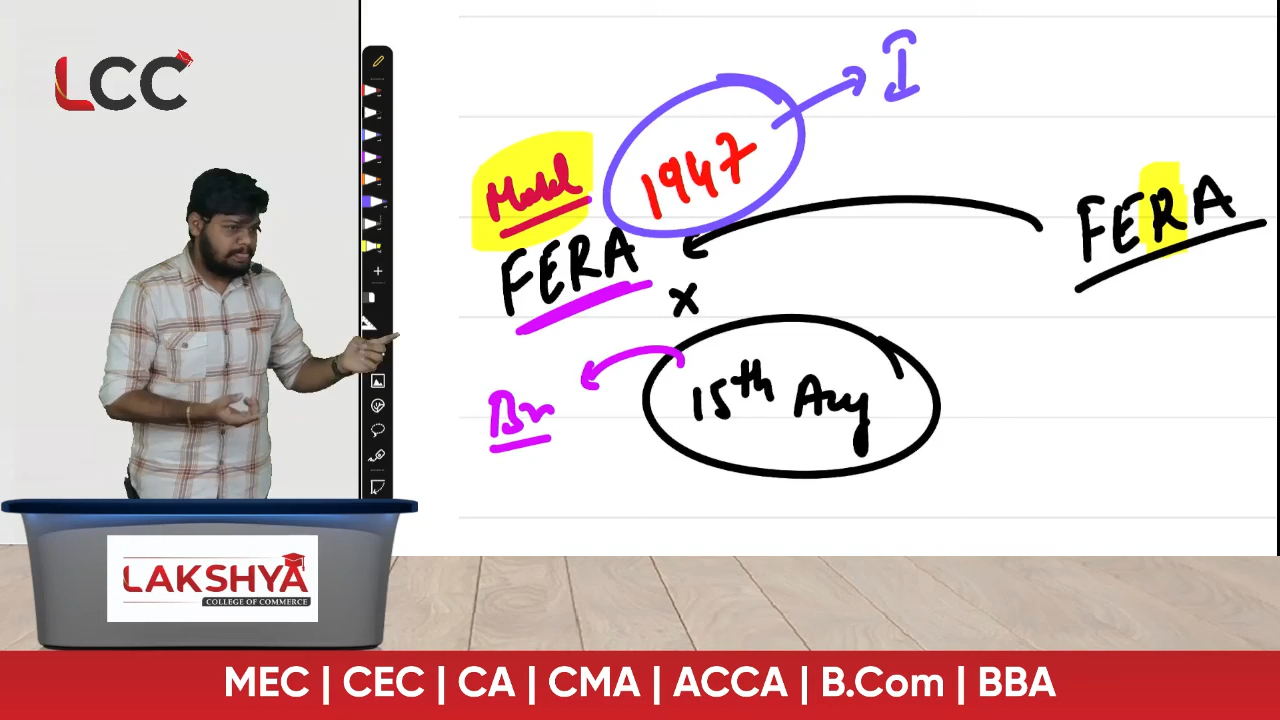 LCC
I
1947
Model
FERA
FERA
x
15th Aug
Br
LAKSHYA
COLLEGE OF COMMERCE
MEC | CEC | CA | CMA | ACCA | B.Com | BBA